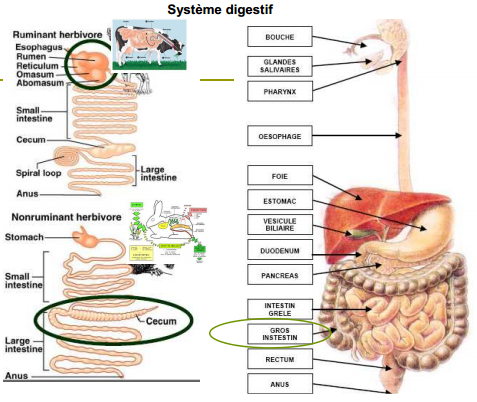 Système digestif
Ruminant herbivore
Esophagus
Rumen
Reticulum
Omasum
Abomasum
Small
intestine
Cecum
Spiral loop
Large
intestine
Anus
Nonruminant herbivore
Stomach
Small
intestine
Cecum
Large
intestine
Anus
BOUCHE
GLANDES
SALIVAIRES
PHARYNX
OESOPHAGE
FOIE
ESTOMAC
VESICULE
BILIAIRE
DUODENUM
PANCREAS
INTESTIN
GRELE
GROS
INSTESTIN
RECTUM
ANUS